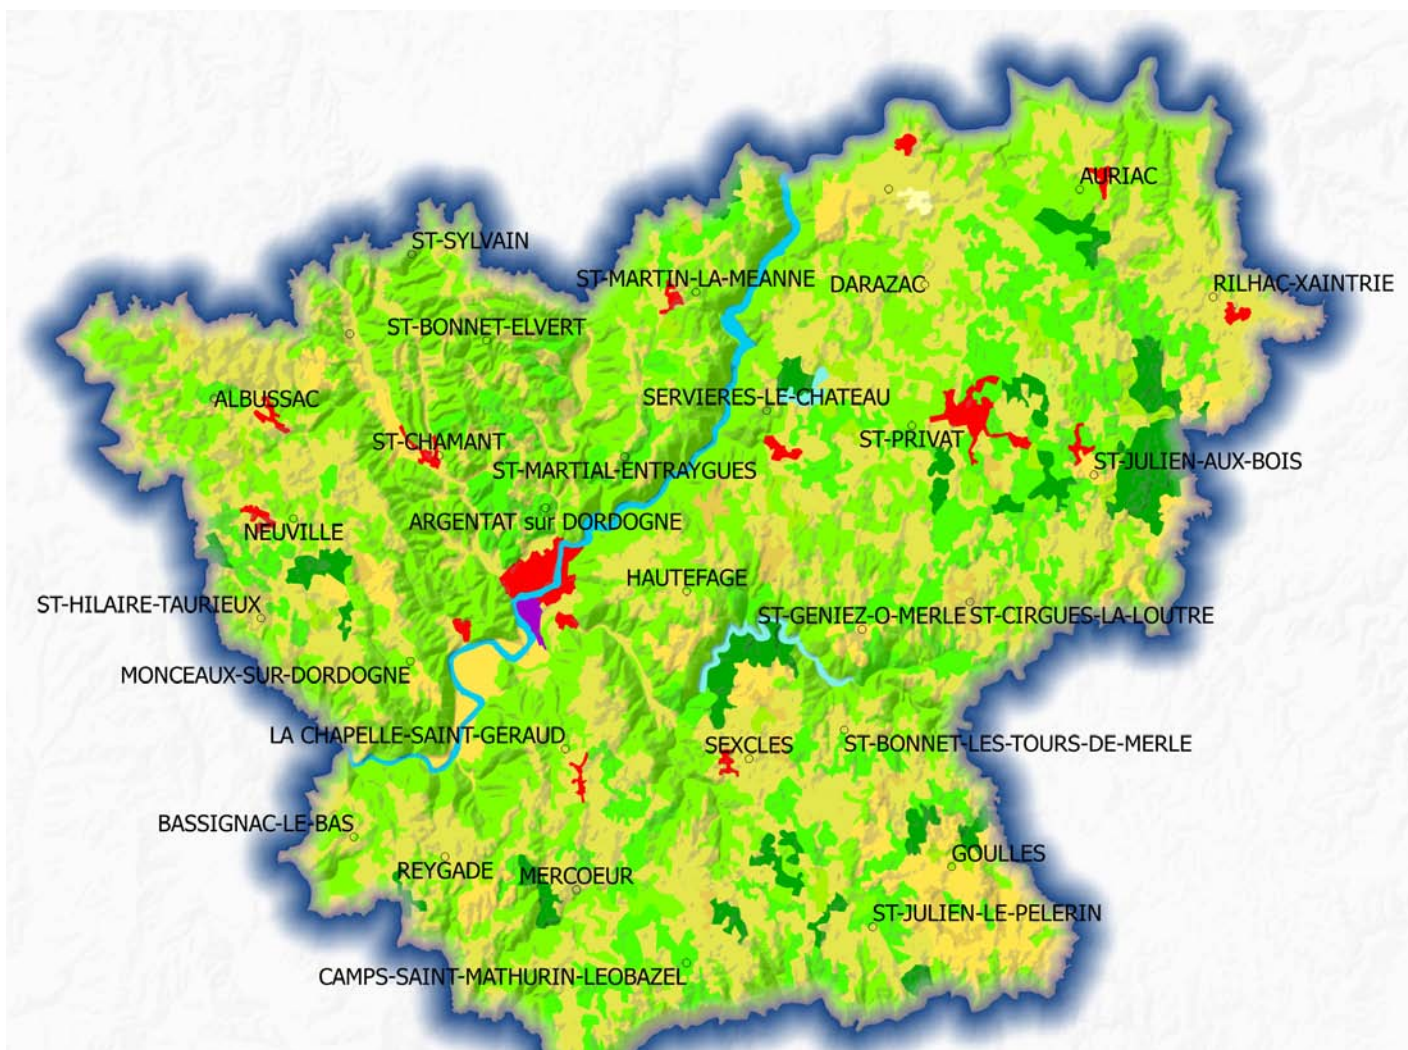 AURIAC
ST-SYLVAIN
ST-MARTIN-LA-MEANNE
DARAZAC
RILHAC-XAINTRIE
ST-BONNET-ELVERT
ALBUSSAC
SERVIERES-LE-CHATEAU
ST-CHAMANT
ST-PRIVAT
ST-MARTIAL-ENTRAYGUES
ST-JULIEN-AUX-BOIS
ARGENTAT sur DORDOGNE
NEUVILLE
HAUTEFAGE
ST-HILAIRE-TAURIEUX
ST-GENIEZ-O-MERLE
ST-CIRGUES-LA-LOUTRE
MONCEAUX-SUR-DORDOGNE
LA CHAPELLE-SAINT-GERAUD
SEXCLES
ST-BONNET-LES-TOURS-DE-MERLE
BASSIGNAC-LE-BAS
GOULLES
REYGADE
MERCOEUR
ST-JULIEN-LE-PELERIN
CAMPS-SAINT-MATHURIN-LEOBAZEL